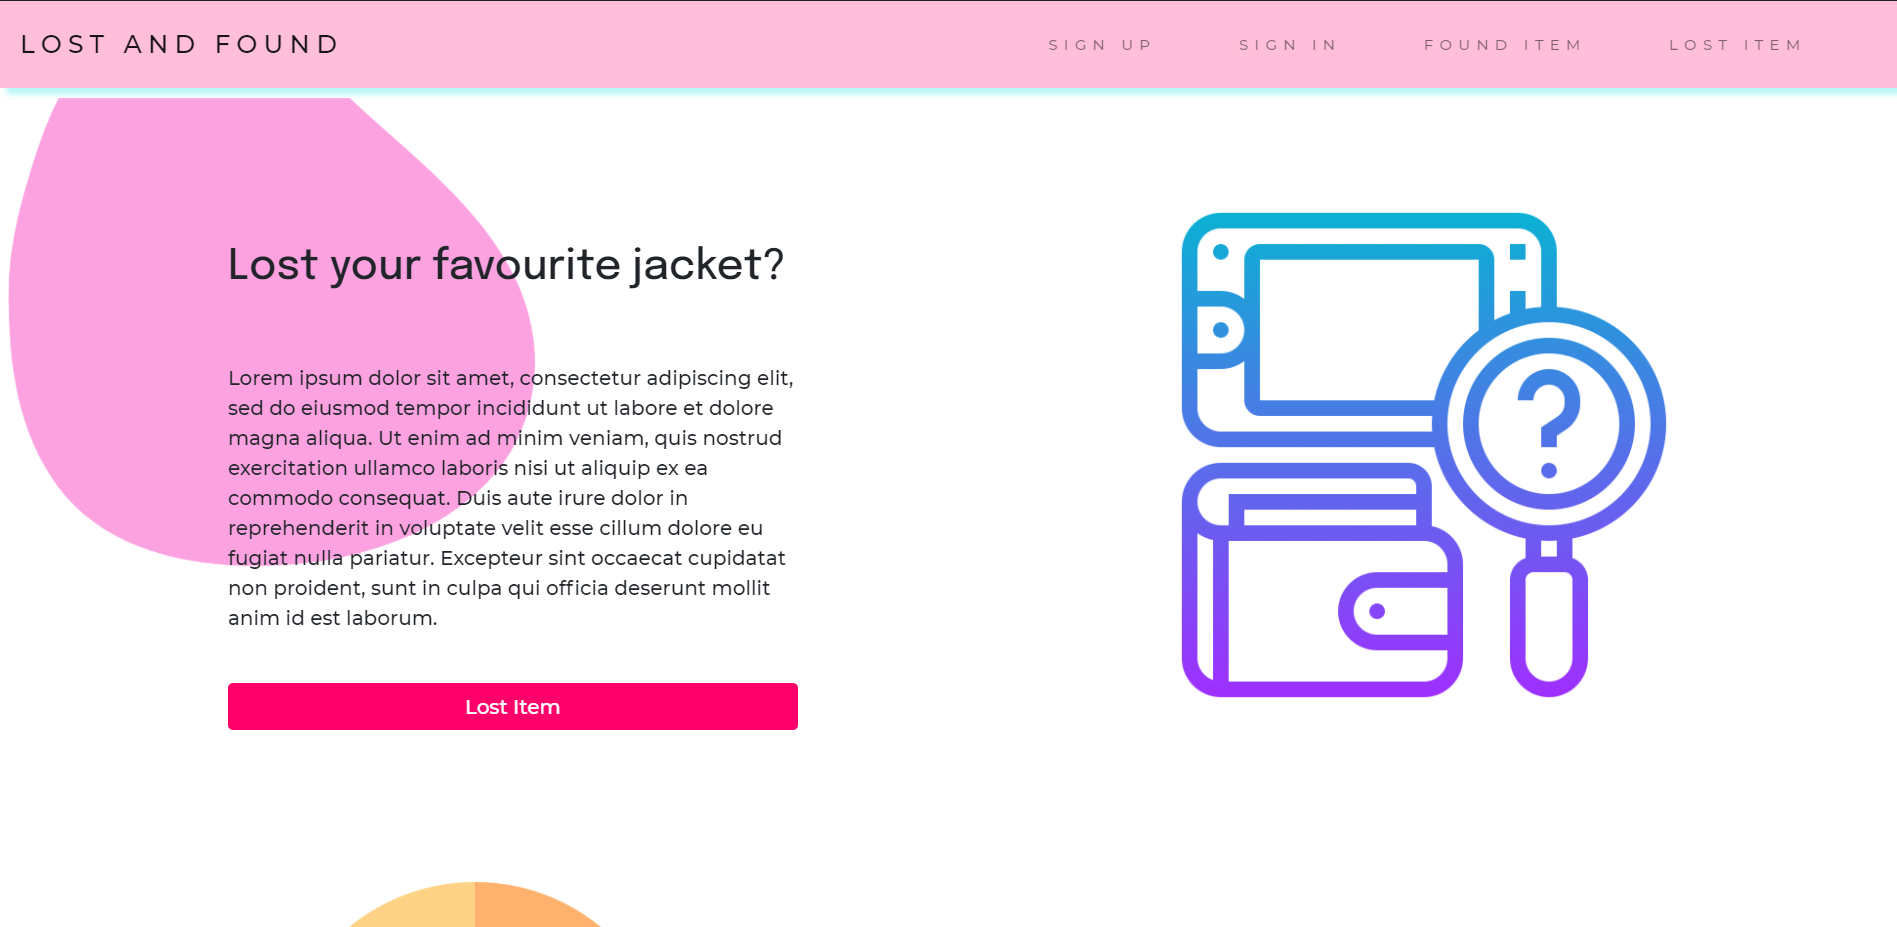 LOST AND FOUND
SIGN UP
SIGN IN
FOUND ITEM
LOST ITEM
Lost your favourite jacket?
Lorem ipsum dolor sit amet, consectetur adipiscing elit,
sed do eiusmod tempor incididunt ut labore et dolore
magna aliqua. Ut enim ad minim veniam, quis nostrud
exercitation ullamco laboris nisi ut aliquip ex ea
commodo consequat. Duis aute irure dolor in
reprehenderit in voluptate velit esse cillum dolore eu
fugiat nulla pariatur. Excepteur sint occaecat cupidatat
non proident, sunt in culpa qui officia deserunt mollit
anim id est laborum.
Lost Item
?